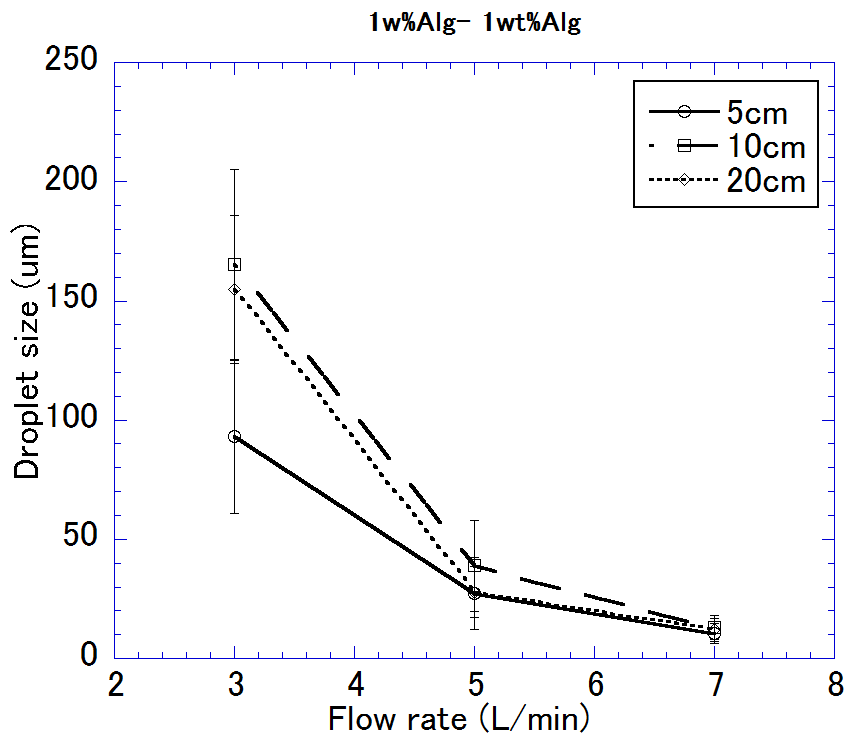 1w%Alg- 1wt%Alg
250
200
150
100
50
0
Droplet size (um)
5cm
10cm
20cm
2 3 4 5 6 7 8
Flow rate (L/min)